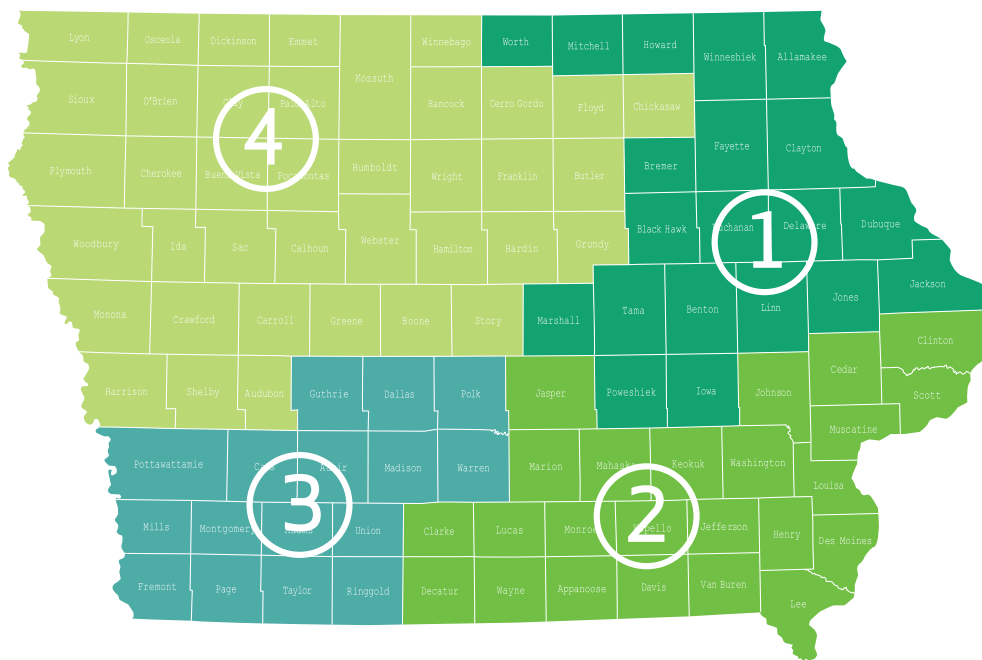 Lyon
Osceola
Dickinson
Emmet
Kossuth
Winnebago
Worth
Mitchell
Howard
Winneshiek
Allamakee
Sioux
O'Brien
Clay
Palo Alto
Hancock
Cerro Gordo
Floyd
Chickasaw
Fayette
Clayton
Plymouth
Cherokee
Buena Vista
Pocahontas
Humboldt
Wright
Franklin
Butler
Bremer
4
Woodbury
Ida
Sac
Calhoun
Webster
Hamilton
Hardin
Grundy
Black Hawk
Buchanan
Delaware
Dubuque
1
Monona
Crawford
Carroll
Greene
Boone
Story
Marshall
Tama
Benton
Linn
Jones
Jackson
Clinton
Harrison
Shelby
Audubon
Guthrie
Dallas
Polk
Jasper
Poweshiek
Iowa
Johnson
Cedar
Scott
Muscatine
Pottawattamie
Cass
Adair
Madison
Warren
Marion
Mahaska
Keokuk
Washington
Louisa
3
2
Mills
Montgomery
Adams
Union
Clarke
Lucas
Monroe
Wapello
Jefferson
Henry
Des Moines
Fremont
Page
Taylor
Ringgold
Decatur
Wayne
Appanoose
Davis
Van Buren
Lee